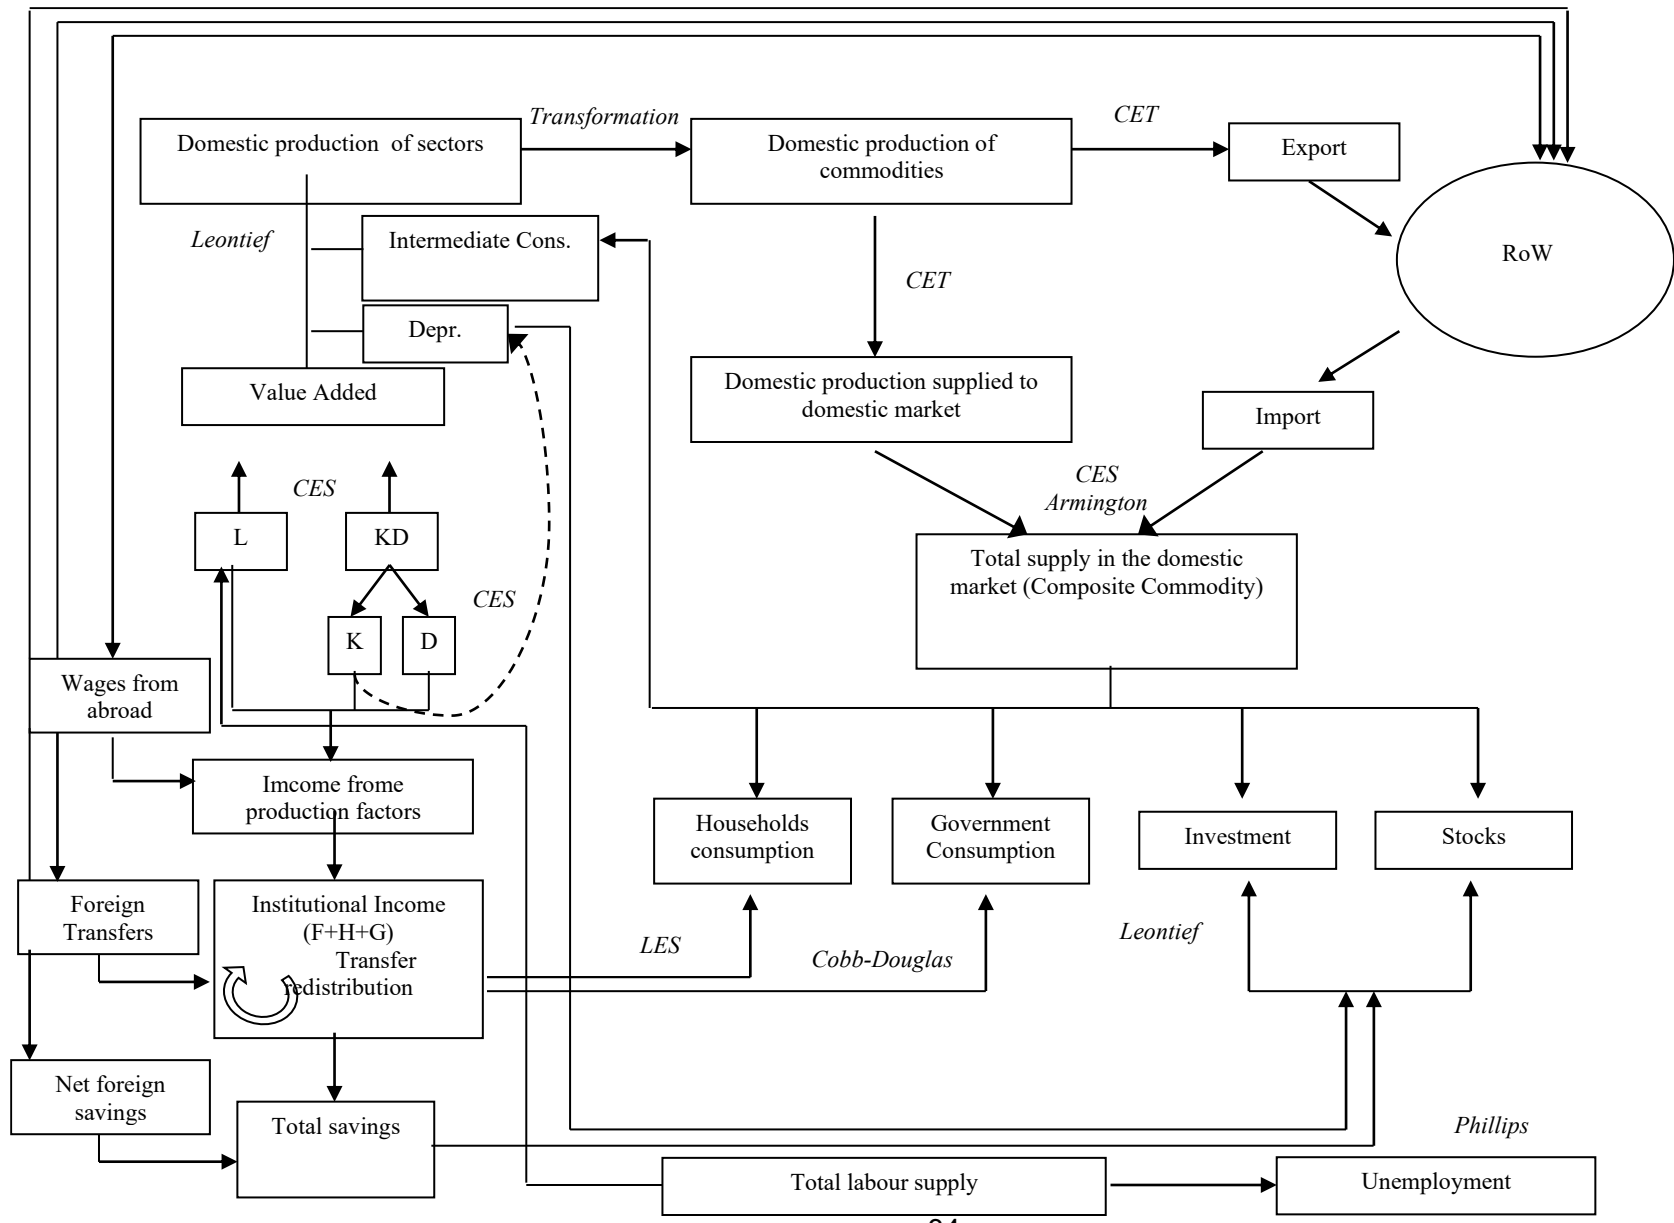 Transformation
CET
Domestic production of sectors
Domestic production of
commodities
Export
Leontief
Intermediate Cons.
RoW
CET
Depr.
Value Added
Domestic production supplied to
domestic market
Import
CES
CES
Armington
L
KD
Total supply in the domestic
market (Composite Commodity)
CES
K
D
Wages from
abroad
Imcome frome
production factors
Households
consumption
Government
Consumption
Investment
Stocks
Foreign
Transfers
Institutional Income
(F+H+G)
Transfer
redistribution
LES
Cobb-Douglas
Leontief
Net foreign
savings
Total savings
Phillips
Total labour supply
Unemployment